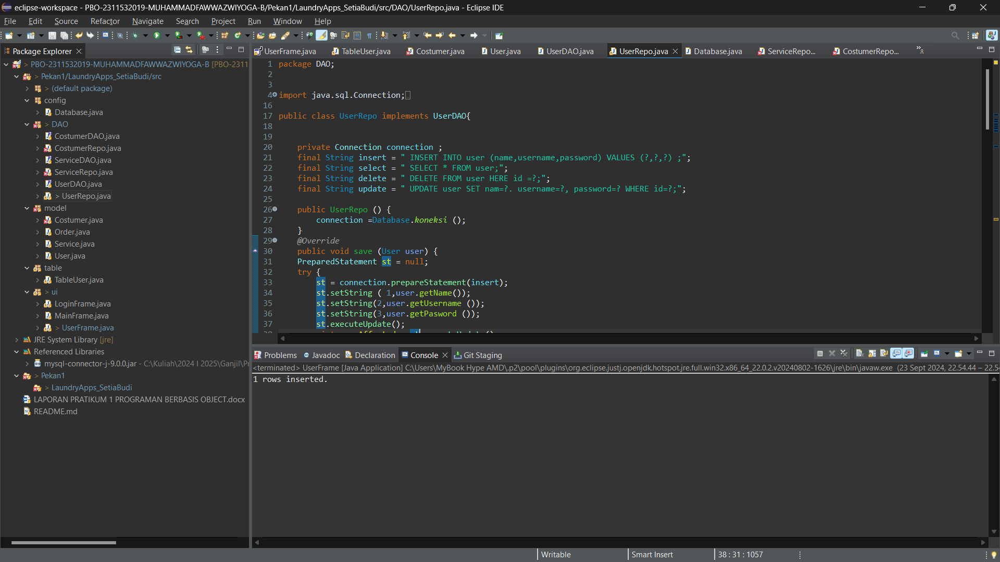 eclipse-workspace - PBO-2311532019-MUHAMMADFAWWAZWIYOGA-B/Pekan1/LaundryApps_SetiaBudi/src/DAO/UserRepo.java - Eclipse IDE
File Edit Source Refactor Navigate Search Project Run Window Help
Package Explorer
> PBO-2311532019-MUHAMMADFAWWAZWIYOGA-B [PBO-2311
> Pekan1/LaundryApps_SetiaBudi/src
> (default package)
config
Database.java
> DAO
CostumerDAO.java
CostumerRepo.java
ServiceDAO.java
ServiceRepo.java
UserDAO.java
> UserRepo.java
model
Costumer.java
Order.java
Service.java
User.java
table
TableUser.java
> ui
LoginFrame.java
MainFrame.java
> UserFrame.java
JRE System Library [jre]
Referenced Libraries
mysql-connector-j-9.0.0.jar - C:\Kuliah\2024 I 2025\Ganjil\P
> Pekan1
> LaundryApps_SetiaBudi
LAPORAN PRATIKUM 1 PROGRAMAN BERBASIS OBJECT.docx
README.md
UserFrame.java TableUser.java Costumer.java User.java UserDAO.java UserRepo.java Database.java ServiceRepo... CostumerRepo... »8
1 package DAO;
2
3
4 import java.sql.Connection;
16
17 public class UserRepo implements UserDAO{
18
19
20 private Connection connection ;
21 final String insert = " INSERT INTO user (name,username,password) VALUES (?,?,?) ;";
22 final String select = " SELECT * FROM user;";
23 final String delete = " DELETE FROM user HERE id =?;";
24 final String update = " UPDATE user SET nam=?. username=?, password=? WHERE id=?;";
25
26 public UserRepo () {
27 connection =Database.koneksi ();
28 }
29 @Override
30 public void save (User user) {
31 PreparedStatement st = null;
32 try {
33 st = connection.prepareStatement(insert);
34 st.setString ( 1,user.getName());
35 st.setString(2,user.getUsername ());
36 st.setString(3,user.getPasword ());
37 st.executeUpdate();
Problems Javadoc Declaration Console Git Staging
<terminated> UserFrame [Java Application] C:\Users\MyBook Hype AMD\.p2\pool\plugins\org.eclipse.justj.openjdk.hotspot.jre.full.win32.x86_64_22.0.2.v20240802-1626\jre\bin\javaw.exe (23 Sept 2024, 22.54.44 – 22.5
1 rows inserted.
Writable Smart Insert 38 : 31 : 1057